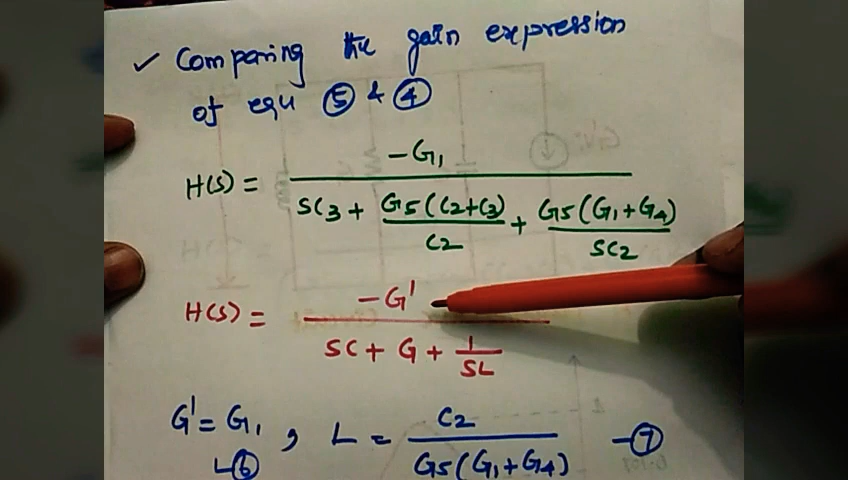 ✓ Comparing the gain expression
of equ ⑤ & ④
H(s) = -G1 / (SC3 + G5(C2+C3)/C2 + G5(G1+G4)/SC2)
H(s) = -G' / (SC + G + 1/SL)
G' = G1, L = C2 / G5(G1+G4) -⑦
L⑥